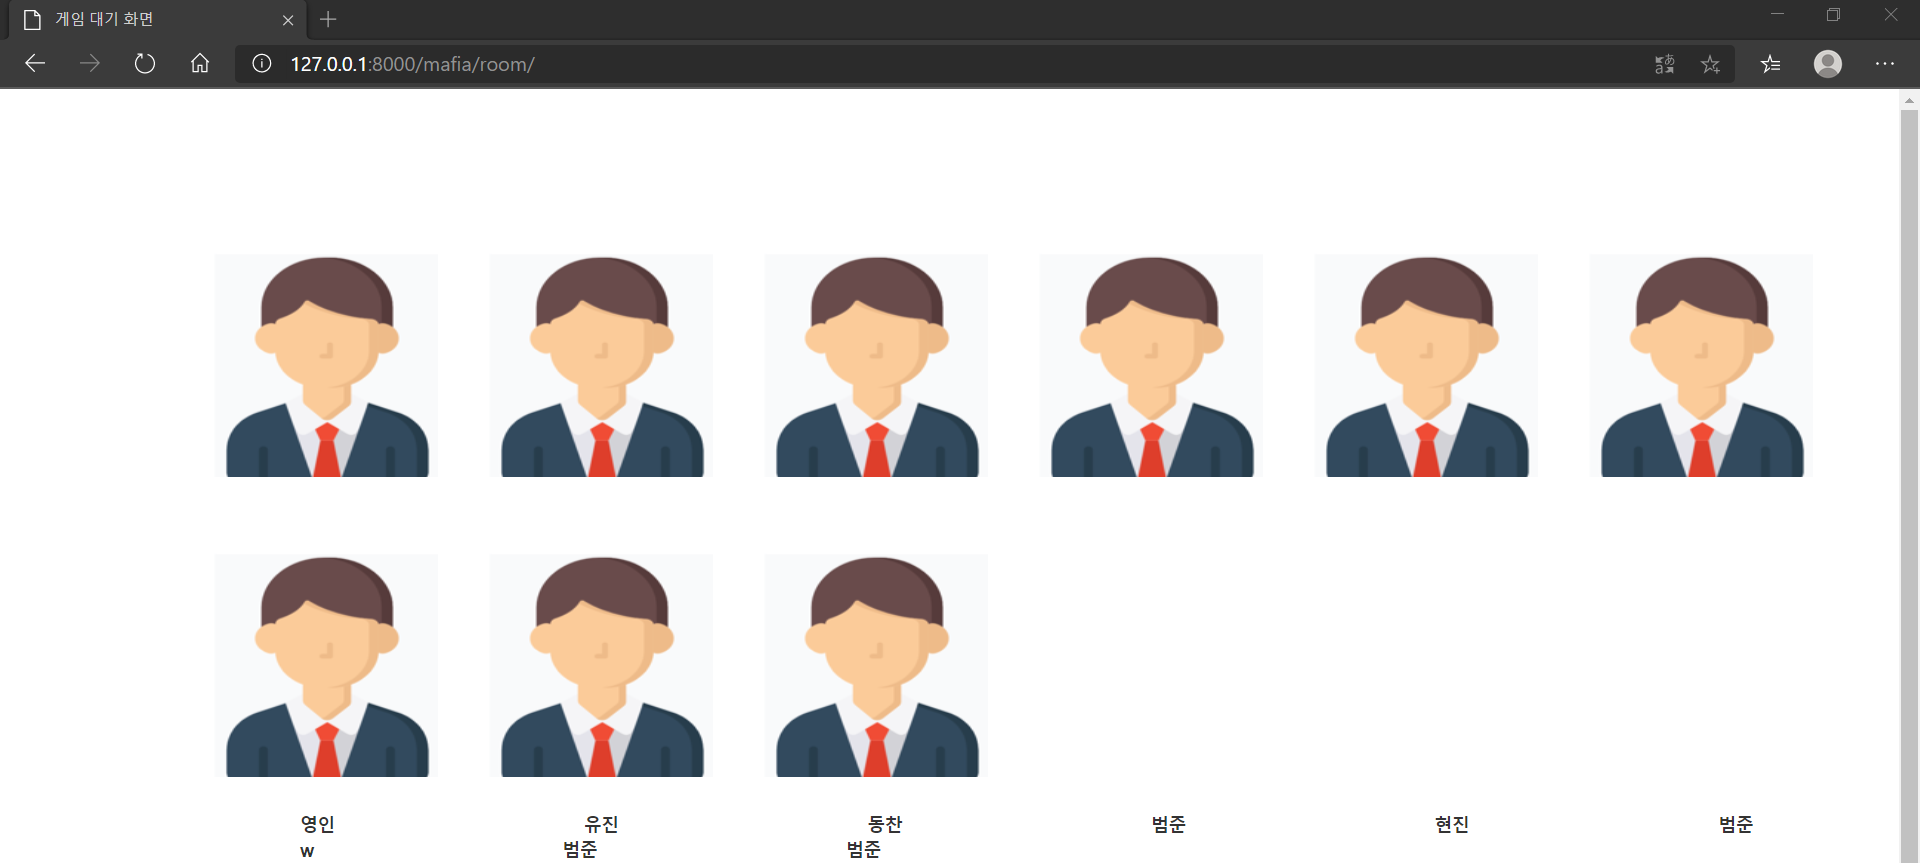 게임 대기 화면
127.0.0.1:8000/mafia/room/
영인 유진 동찬 범준 현진 범준
w 범준 범준